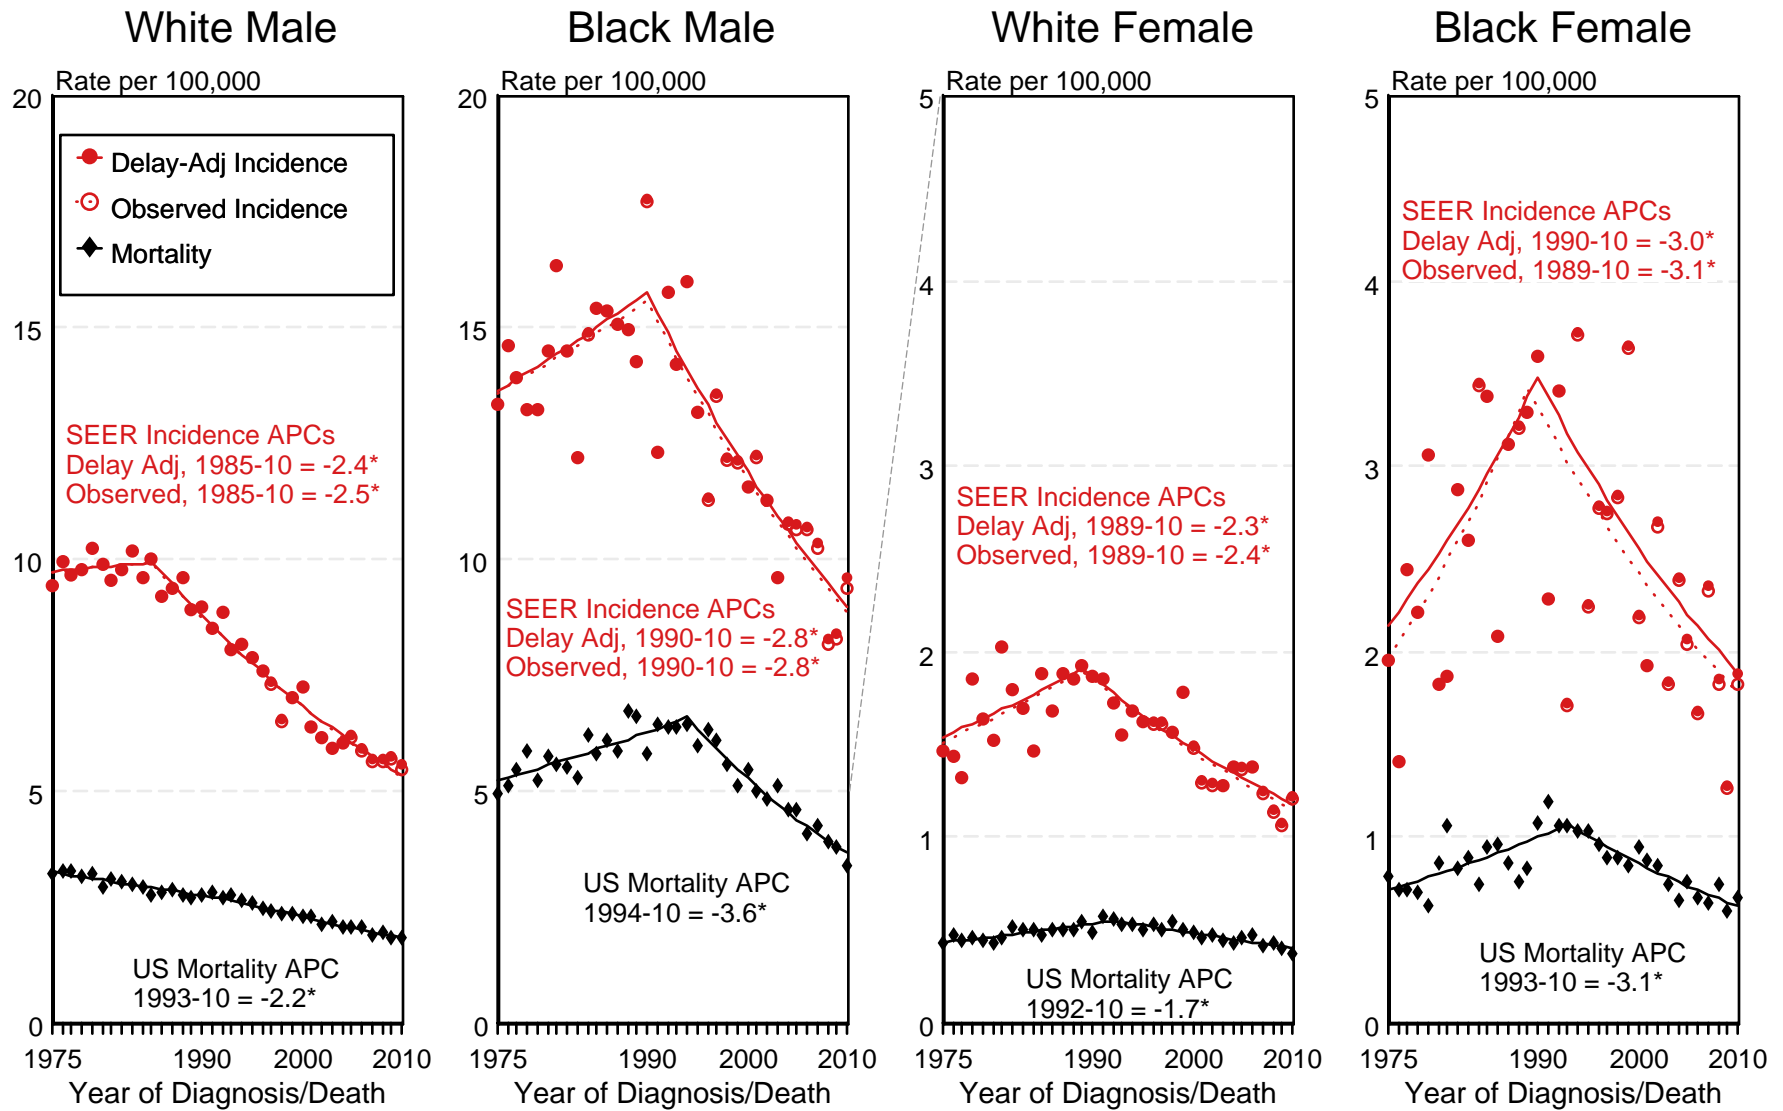 White Male
Rate per 100,000
20
15
10
5
0
Delay-Adj Incidence
Observed Incidence
Mortality
SEER Incidence APCs
Delay Adj, 1985-10 = -2.4*
Observed, 1985-10 = -2.5*
US Mortality APC
1993-10 = -2.2*
1975 1990 2000 2010
Year of Diagnosis/Death
Black Male
Rate per 100,000
20
15
10
5
0
SEER Incidence APCs
Delay Adj, 1990-10 = -2.8*
Observed, 1990-10 = -2.8*
US Mortality APC
1994-10 = -3.6*
1975 1990 2000 2010
Year of Diagnosis/Death
White Female
Rate per 100,000
5
4
3
2
1
0
SEER Incidence APCs
Delay Adj, 1989-10 = -2.3*
Observed, 1989-10 = -2.4*
US Mortality APC
1992-10 = -1.7*
1975 1990 2000 2010
Year of Diagnosis/Death
Black Female
Rate per 100,000
5
4
3
2
1
0
SEER Incidence APCs
Delay Adj, 1990-10 = -3.0*
Observed, 1989-10 = -3.1*
US Mortality APC
1993-10 = -3.1*
1975 1990 2000 2010
Year of Diagnosis/Death